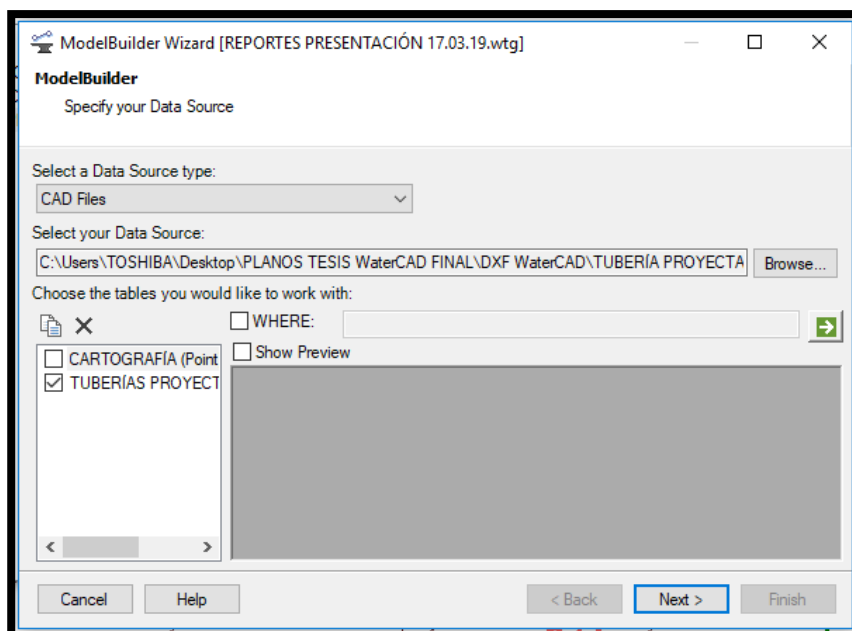 ModelBuilder Wizard [REPORTES PRESENTACIÓN 17.03.19.wtg]
ModelBuilder
Specify your Data Source
Select a Data Source type:
CAD Files
Select your Data Source:
C:\Users\TOSHIBA\Desktop\PLANOS TESIS WaterCAD FINAL\DXF WaterCAD\TUBERÍA PROYECTA
Browse...
Choose the tables you would like to work with:
WHERE:
Show Preview
CARTOGRAFÍA (Point
TUBERÍAS PROYECT
Cancel
Help
< Back
Next >
Finish